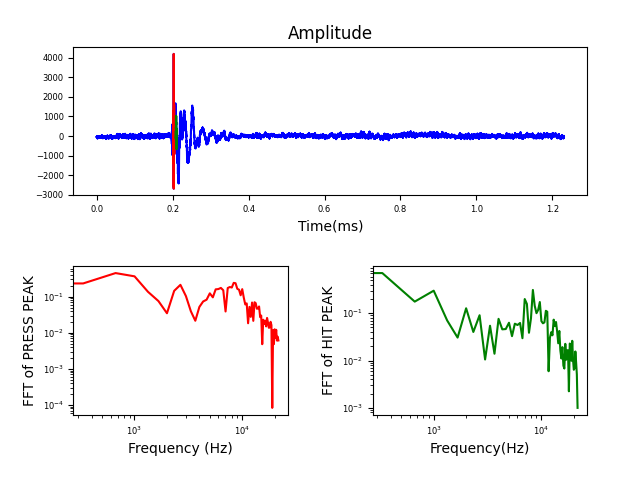 Amplitude
4000
3000
2000
1000
0
−1000
−2000
−3000
0.0 0.2 0.4 0.6 0.8 1.0 1.2
Time(ms)
FFT of PRESS PEAK
10⁻¹
10⁻²
10⁻³
10⁻⁴
10³ 10⁴
Frequency (Hz)
FFT of HIT PEAK
10⁻¹
10⁻²
10⁻³
10³ 10⁴
Frequency(Hz)